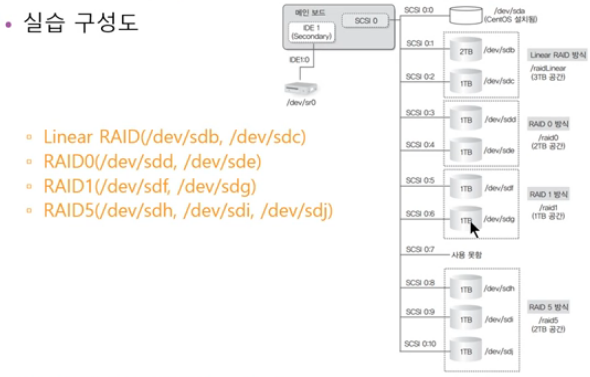 실습 구성도
Linear RAID(/dev/sdb, /dev/sdc)
RAID0(/dev/sdd, /dev/sde)
RAID1(/dev/sdf, /dev/sdg)
RAID5(/dev/sdh, /dev/sdi, /dev/sdj)
메인 보드
IDE 1
(Secondary)
SCSI 0
IDE1:0
/dev/sr0
SCSI 0:0
/dev/sda
(CentOS 설치됨)
SCSI 0:1
2TB
/dev/sdb
SCSI 0:2
1TB
/dev/sdc
Linear RAID 방식
/raidLinear
(3TB 공간)
SCSI 0:3
1TB
/dev/sdd
SCSI 0:4
1TB
/dev/sde
RAID 0 방식
/raid0
(2TB 공간)
SCSI 0:5
1TB
/dev/sdf
SCSI 0:6
1TB
/dev/sdg
RAID 1 방식
/raid1
(1TB 공간)
SCSI 0:7
사용 못함
SCSI 0:8
1TB
/dev/sdh
SCSI 0:9
1TB
/dev/sdi
SCSI 0:10
1TB
/dev/sdj
RAID 5 방식
/raid5
(2TB 공간)